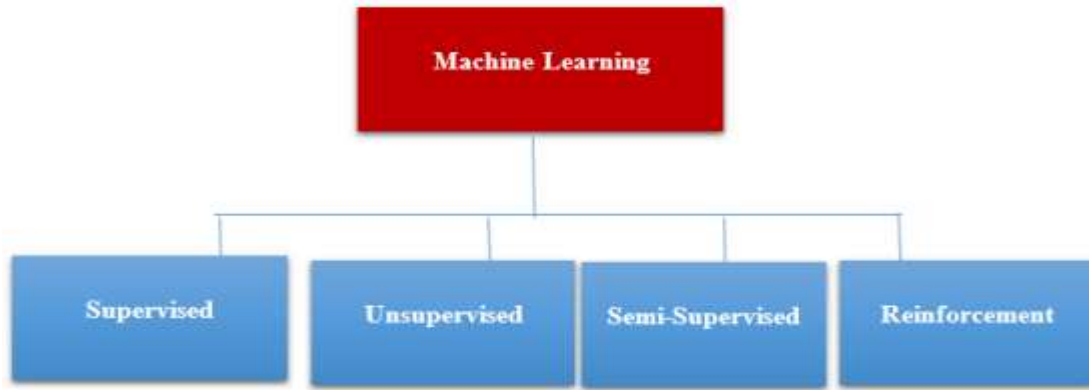 Machine Learning
Supervised
Unsupervised
Semi-Supervised
Reinforcement